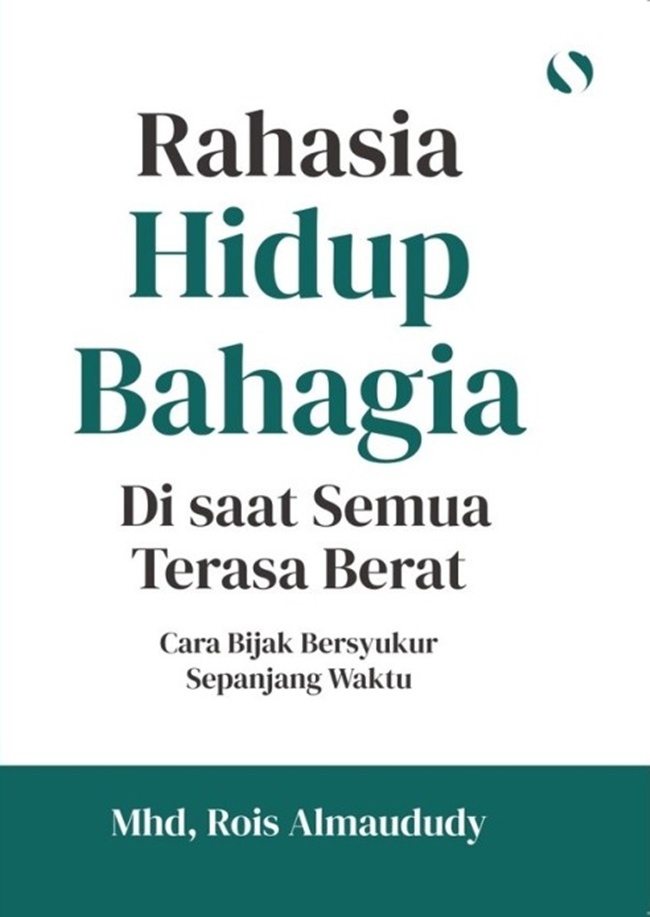 Rahasia
Hidup
Bahagia
Di saat Semua
Terasa Berat
Cara Bijak Bersyukur
Sepanjang Waktu
Mhd, Rois Almaududy